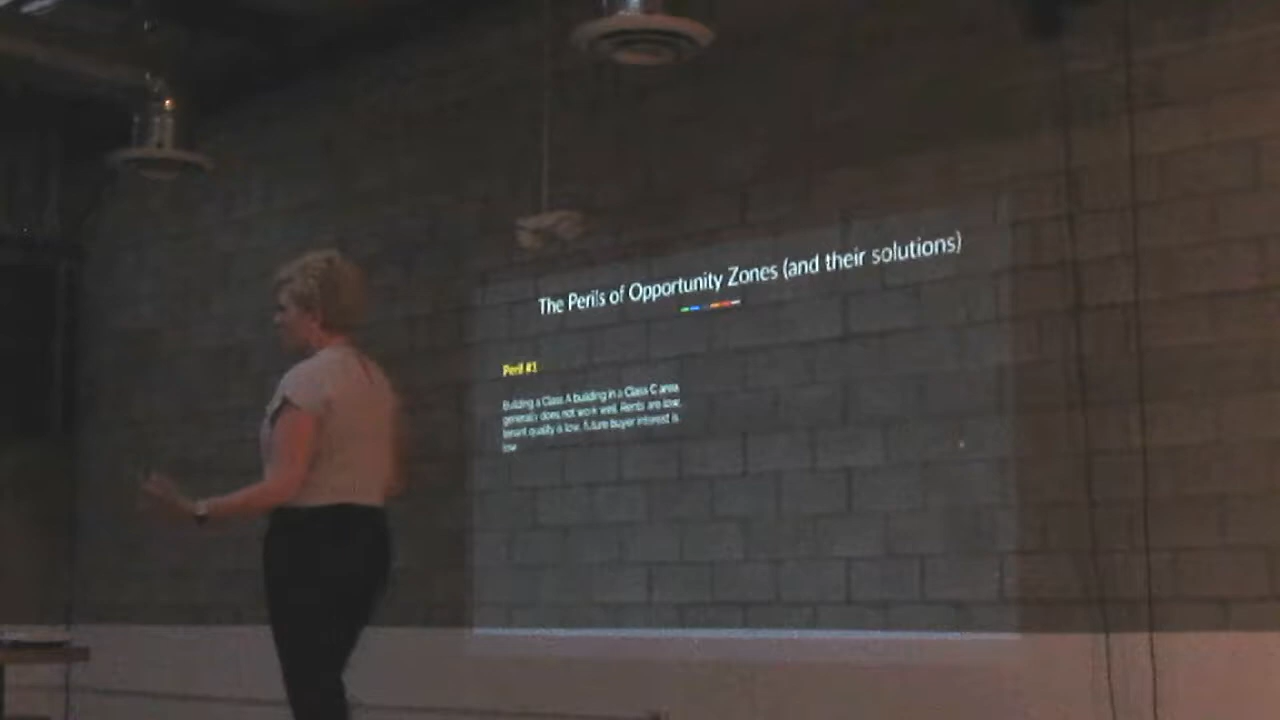 The Perils of Opportunity Zones (and their solutions)
Peril #1
Building a Class A building in a Class C area
generally does not work well. Rents are low,
tenant quality is low, future buyer interest is
low